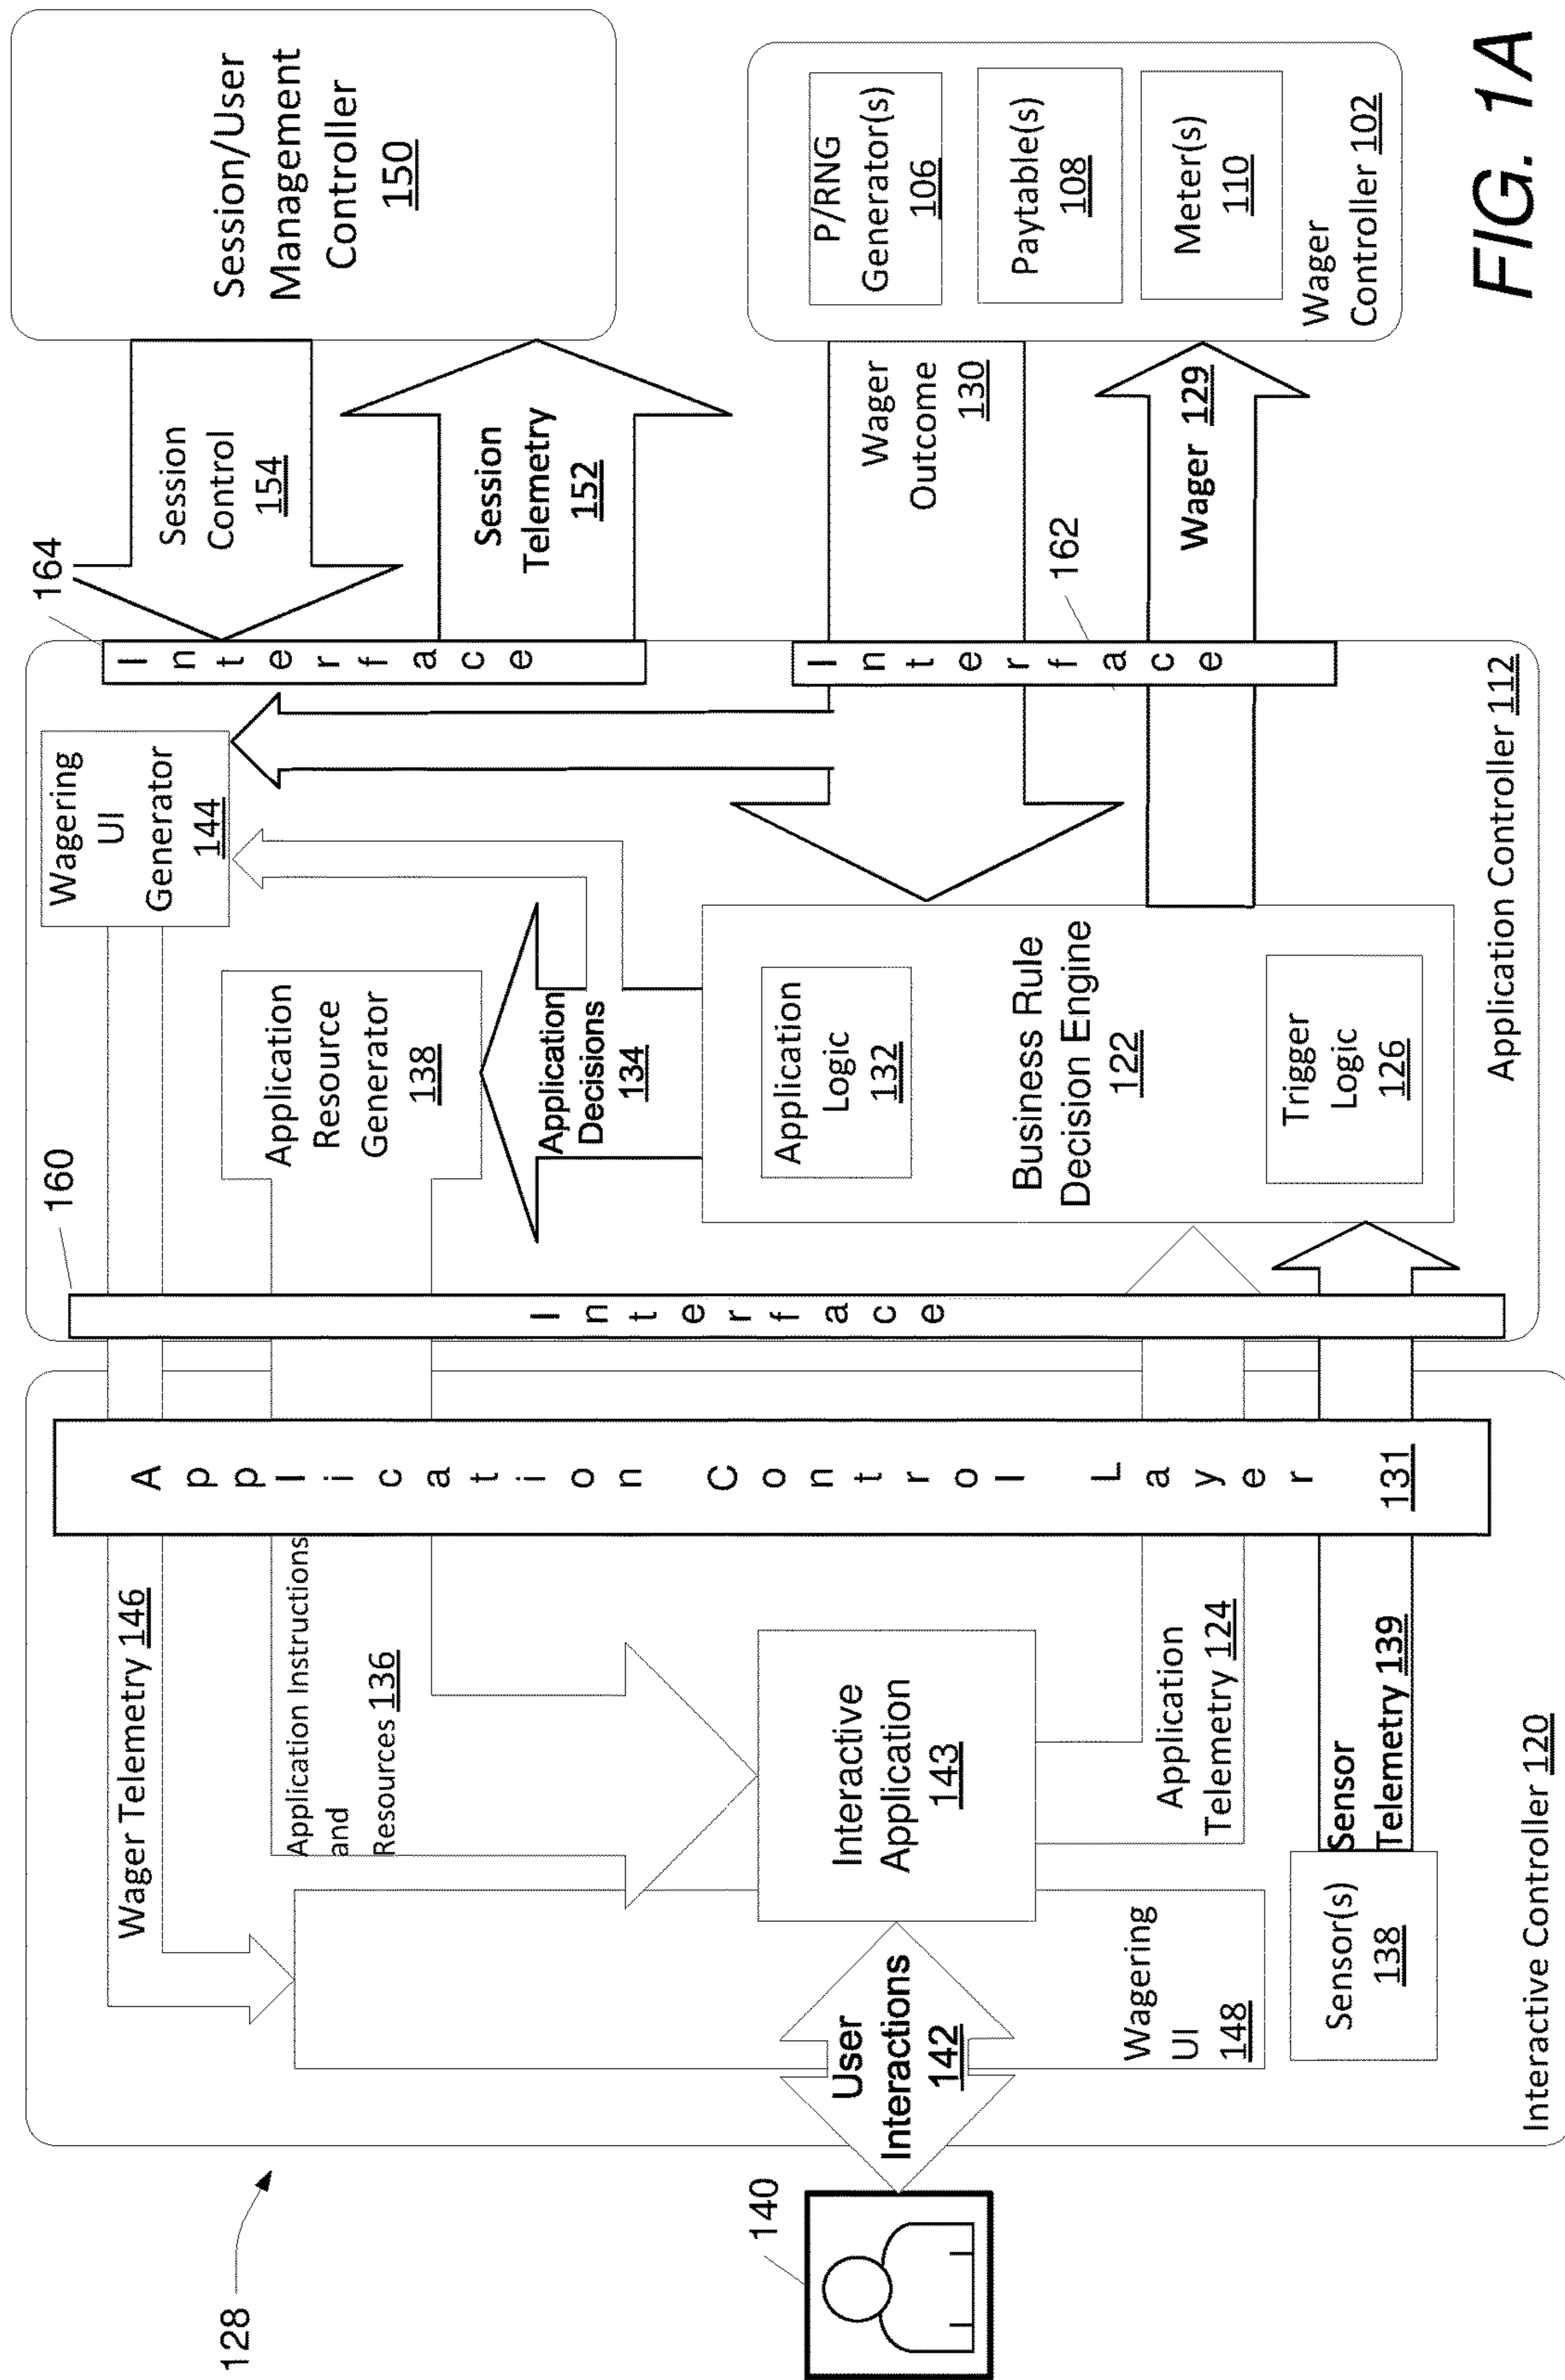 128
140
User
Interactions
142
Interactive Controller 120
Wager Telemetry 146
Application Instructions
and
Resources 136
Interactive
Application
143
Application
Telemetry 124
Wagering
UI
148
Sensor(s)
138
Sensor
Telemetry 139
Application Control Layer
131
160
Interface
Application Controller 112
Wagering
UI
Generator
144
Application
Resource
Generator
138
Application
Decisions
134
Application
Logic
132
Business Rule
Decision Engine
122
Trigger
Logic
126
164
Interface
Interface
162
Session
Control
154
Session
Telemetry
152
Wager
Outcome
130
Wager 129
Session/User
Management
Controller
150
P/RNG
Generator(s)
106
Paytable(s)
108
Meter(s)
110
Wager
Controller 102
FIG. 1A